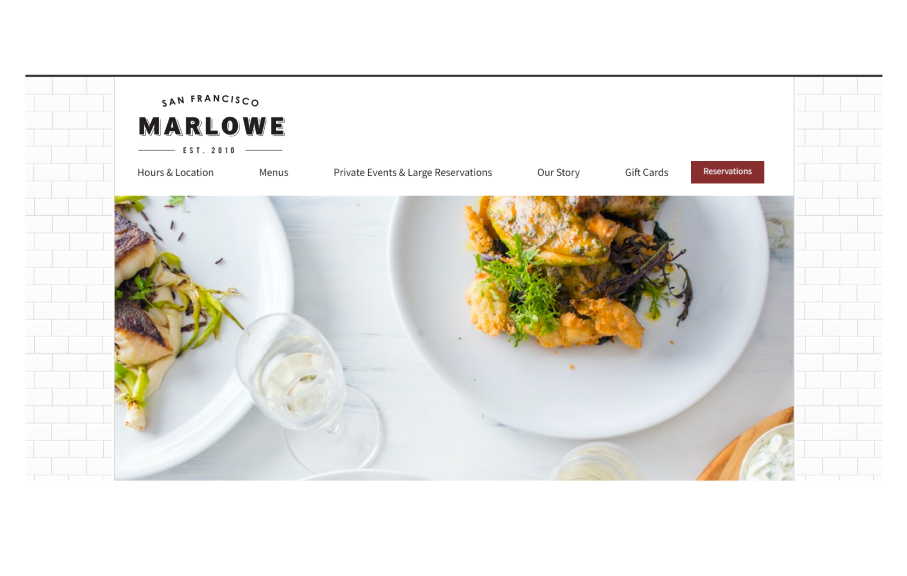 SAN FRANCISCO
MARLOWE
EST. 2010
Hours & Location Menus Private Events & Large Reservations Our Story Gift Cards Reservations